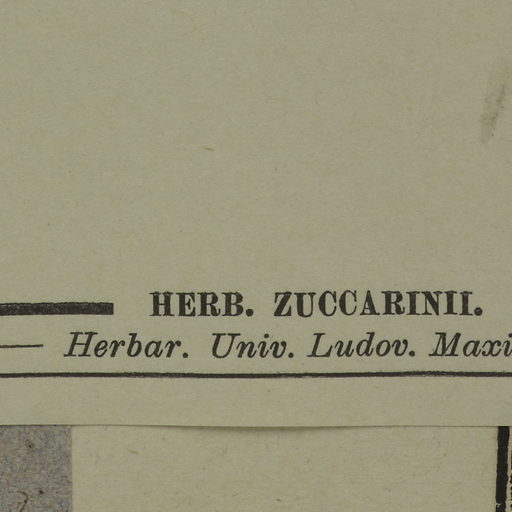 HERB. ZUCCARINII.
Herbar. Univ. Ludov. Maxi